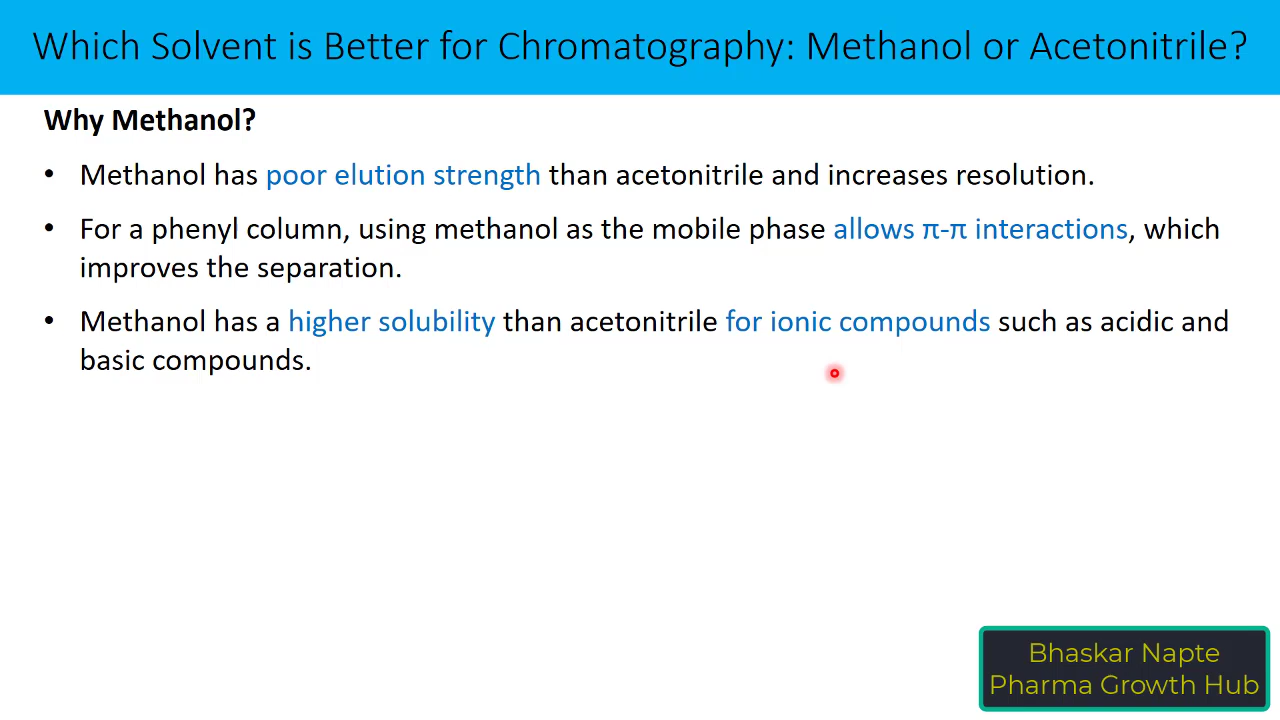 Which Solvent is Better for Chromatography: Methanol or Acetonitrile?
Why Methanol?
• Methanol has poor elution strength than acetonitrile and increases resolution.
• For a phenyl column, using methanol as the mobile phase allows π-π interactions, which
improves the separation.
• Methanol has a higher solubility than acetonitrile for ionic compounds such as acidic and
basic compounds.
Bhaskar Napte
Pharma Growth Hub